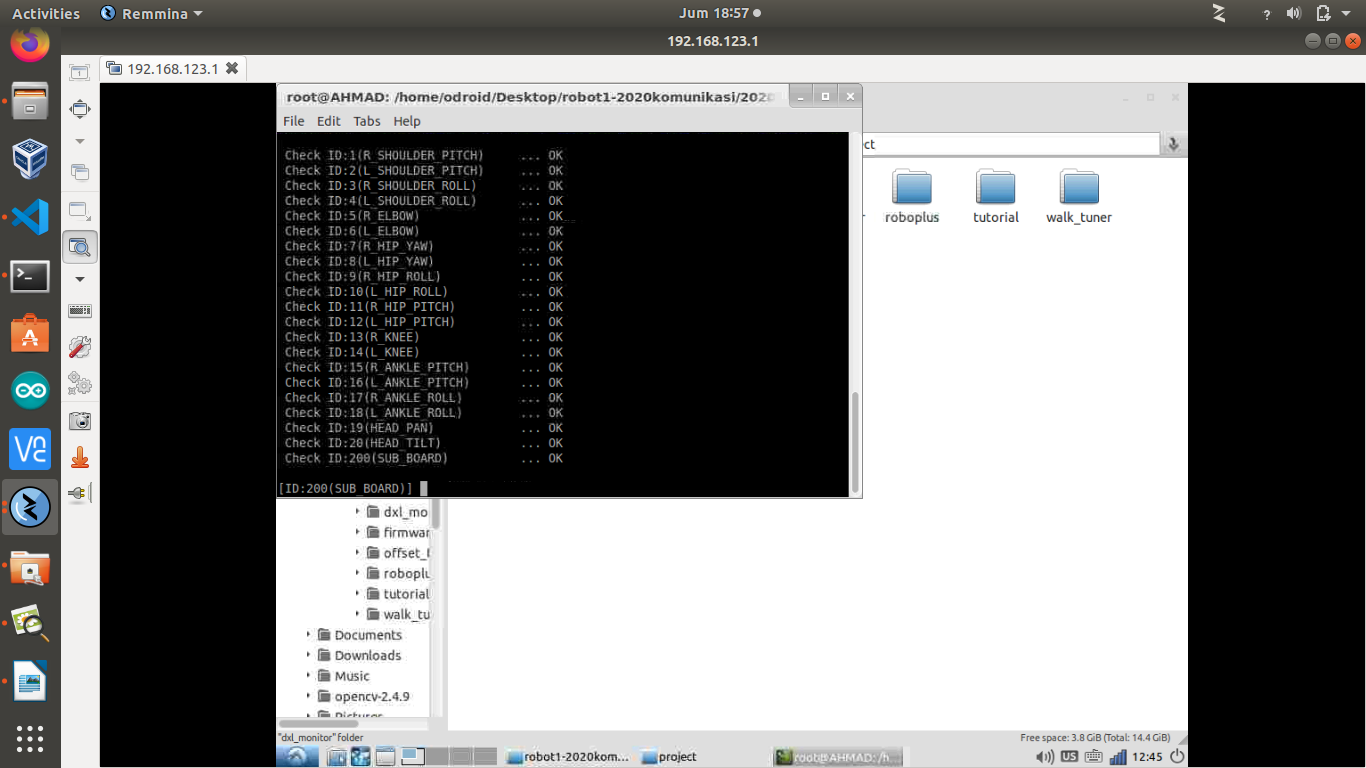 Activities
Remmina
Jum 18:57
192.168.123.1
192.168.123.1
root@AHMAD: /home/odroid/Desktop/robot1-2020komunikasi/2020
File Edit Tabs Help
Check ID:1(R_SHOULDER_PITCH) ... OK
Check ID:2(L_SHOULDER_PITCH) ... OK
Check ID:3(R_SHOULDER_ROLL) ... OK
Check ID:4(L_SHOULDER_ROLL) ... OK
Check ID:5(R_ELBOW) ... OK
Check ID:6(L_ELBOW) ... OK
Check ID:7(R_HIP_YAW) ... OK
Check ID:8(L_HIP_YAW) ... OK
Check ID:9(R_HIP_ROLL) ... OK
Check ID:10(L_HIP_ROLL) ... OK
Check ID:11(R_HIP_PITCH) ... OK
Check ID:12(L_HIP_PITCH) ... OK
Check ID:13(R_KNEE) ... OK
Check ID:14(L_KNEE) ... OK
Check ID:15(R_ANKLE_PITCH) ... OK
Check ID:16(L_ANKLE_PITCH) ... OK
Check ID:17(R_ANKLE_ROLL) ... OK
Check ID:18(L_ANKLE_ROLL) ... OK
Check ID:19(HEAD_PAN) ... OK
Check ID:20(HEAD_TILT) ... OK
Check ID:200(SUB_BOARD) ... OK
[ID:200(SUB_BOARD)]
ect
roboplus
tutorial
walk_tuner
dxl_mo
firmwar
offset_
roboplu
tutorial
walk_tu
Documents
Downloads
Music
opencv-2.4.9
Pictures
"dxl_monitor" folder
Free space: 3.8 GiB (Total: 14.4 GiB)
robot1-2020kom...
project
root@AHMAD: /h...
US
12:45